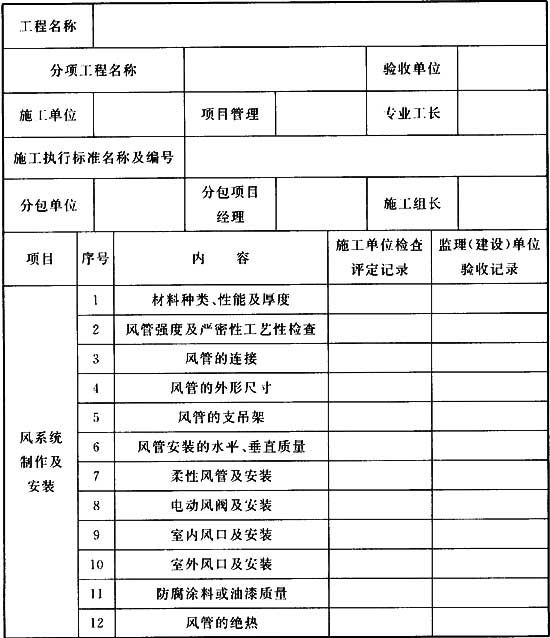 工程名称
分项工程名称 验收单位
施工单位 项目管理 专业工长
施工执行标准名称及编号
分包单位 分包项目 施工组长
经理
项目 序号 内 容 施工单位检查 监理(建设)单位
评定记录 验收记录
1 材料种类、性能及厚度
2 风管强度及严密性工艺性检查
3 风管的连接
4 风管的外形尺寸
5 风管的支吊架
风系统
制作及
安装
6 风管安装的水平、垂直质量
7 柔性风管及安装
8 电动风阀及安装
9 室内风口及安装
10 室外风口及安装
11 防腐涂料或油漆质量
12 风管的绝热